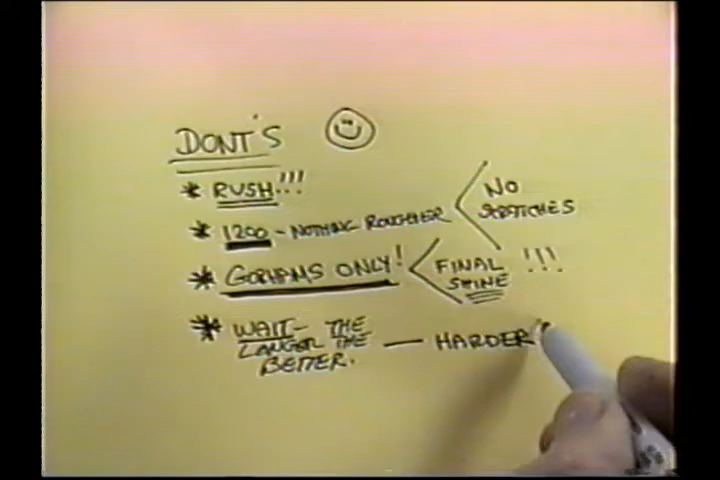 DONT'S
* RUSH!!!
* 1200 - NOTHING ROUGHER < NO
SCRATCHES
* GORHAMS ONLY! < FINAL
SHINE !!!
* WAIT - THE
LONGER THE
BETTER. — HARDER